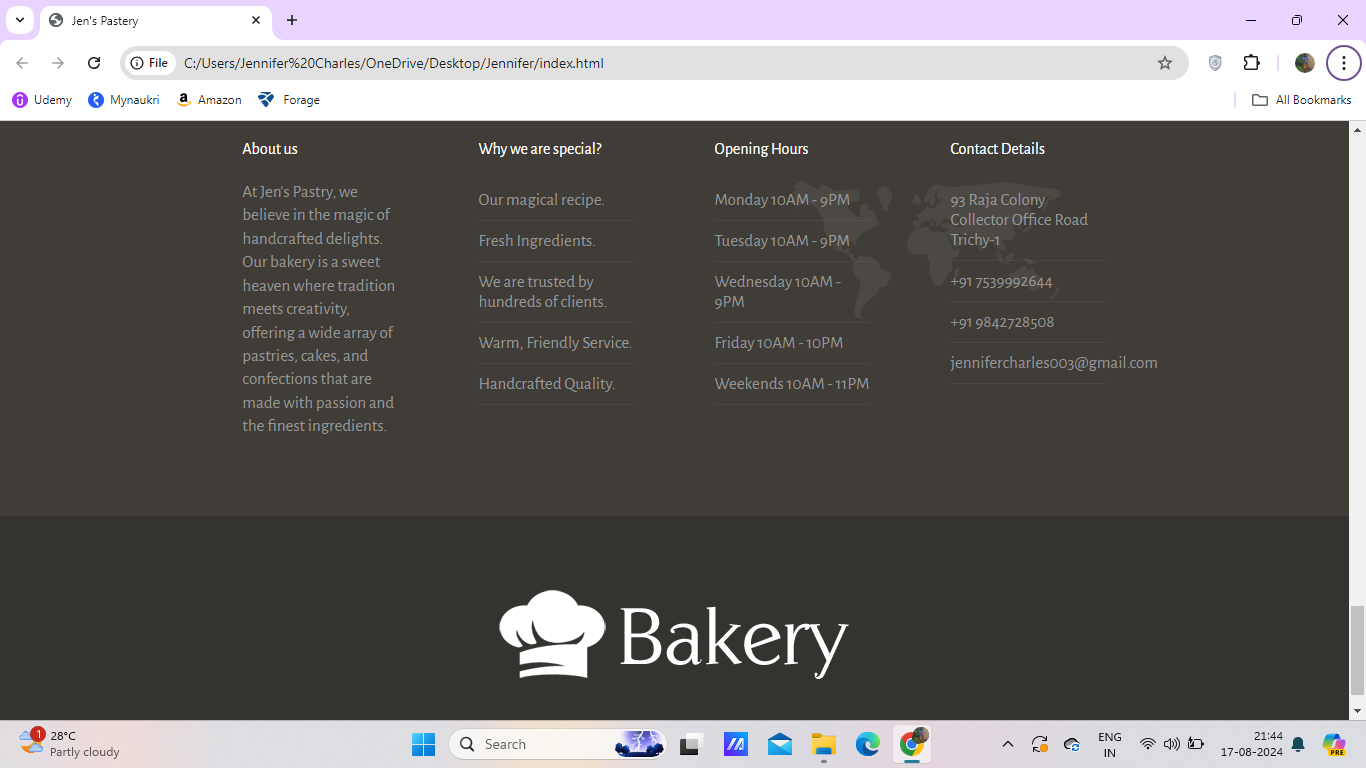 Jen's Pastery
File
C:/Users/Jennifer%20Charles/OneDrive/Desktop/Jennifer/index.html
Udemy
Mynaukri
Amazon
Forage
All Bookmarks
About us
At Jen's Pastry, we
believe in the magic of
handcrafted delights.
Our bakery is a sweet
heaven where tradition
meets creativity,
offering a wide array of
pastries, cakes, and
confections that are
made with passion and
the finest ingredients.
Why we are special?
Our magical recipe.
Fresh Ingredients.
We are trusted by
hundreds of clients.
Warm, Friendly Service.
Handcrafted Quality.
Opening Hours
Monday 10AM - 9PM
Tuesday 10AM - 9PM
Wednesday 10AM -
9PM
Friday 10AM - 10PM
Weekends 10AM - 11PM
Contact Details
93 Raja Colony
Collector Office Road
Trichy-1
+91 7539992644
+91 9842728508
jennifercharles003@gmail.com
Bakery
1
28°C
Partly cloudy
Search
ENG
IN
21:44
17-08-2024
PRE